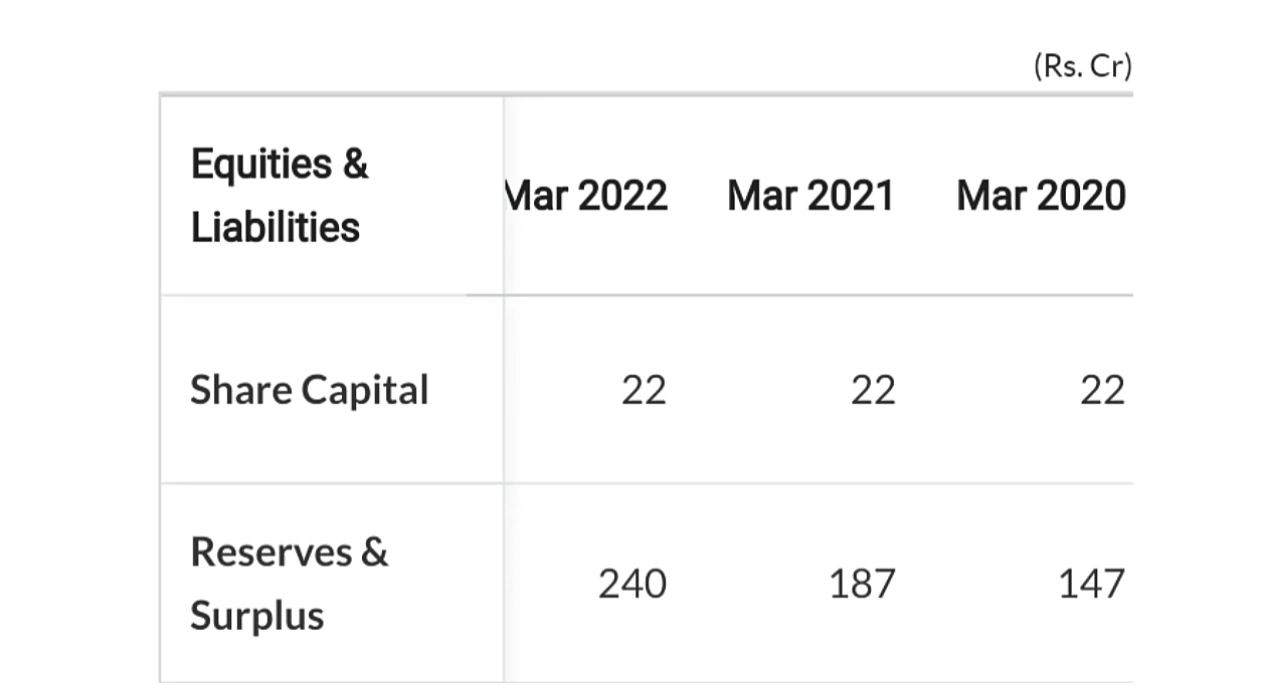 (Rs. Cr)
Equities &
Liabilities
Mar 2022 Mar 2021 Mar 2020
Share Capital 22 22 22
Reserves &
Surplus
240 187 147